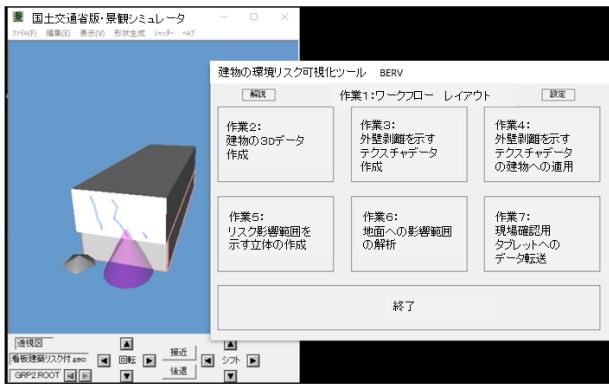 景 国土交通省版・景観シミュレータ
ファイル(F) 編集(E) 表示(V) 形状生成 シャッター ヘルプ
建物の環境リスク可視化ツール BERV
解説 作業1:ワークフロー レイアウト 設定
作業2:
建物の3Dデータ
作成
作業3:
外壁剥離を示す
テクスチャデータ
作成
作業4:
外壁剥離を示す
テクスチャデータ
の建物への適用
作業5:
リスク影響範囲を
示す立体の作成
作業6:
地面への影響範囲
の解析
作業7:
現場確認用
タブレットへの
データ転送
終了
透視図
看板建築リスク付.geo
GRP2.ROOT
回転
接近
後退
シフト